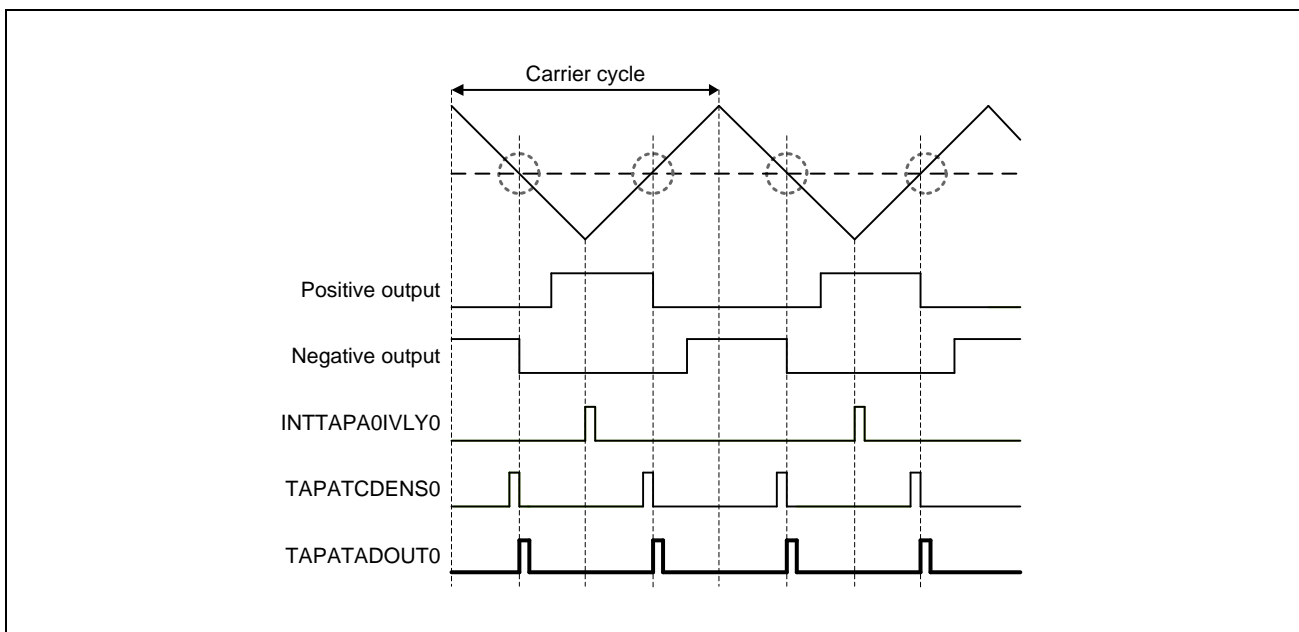 Carrier cycle
Positive output
Negative output
INTTAPA0IVLY0
TAPATCDENS0
TAPATADOUT0